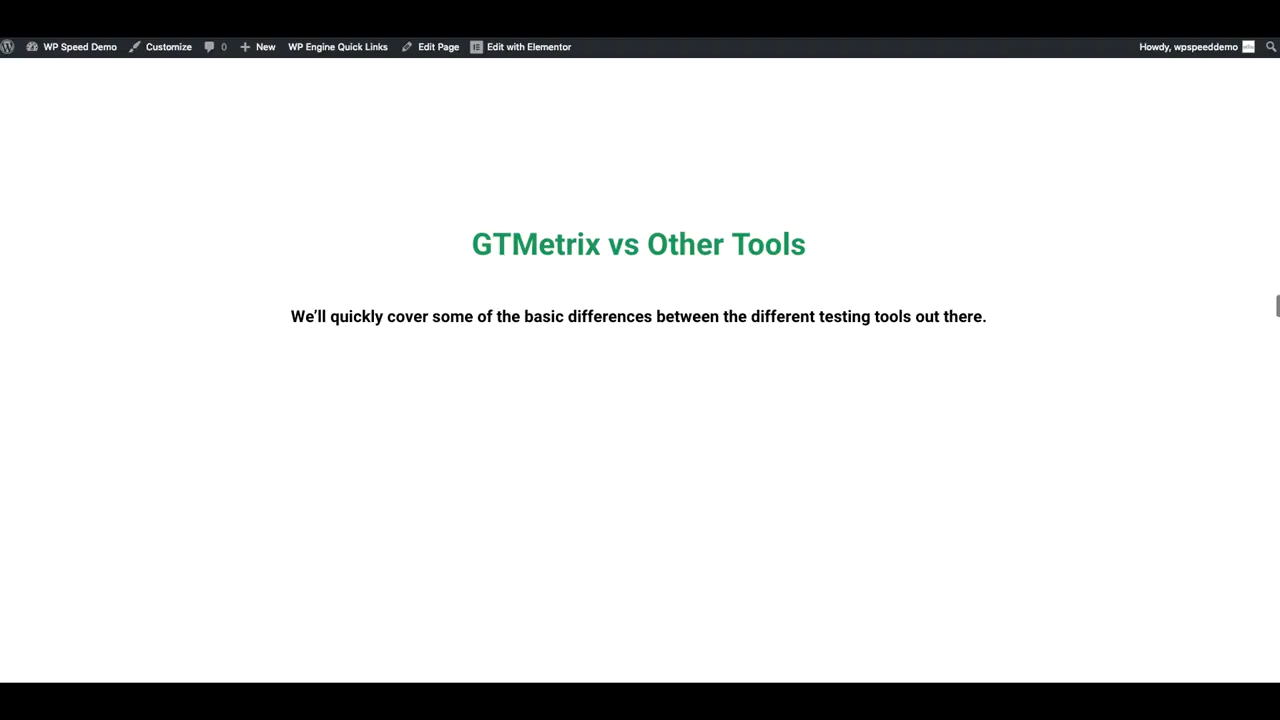 WP Speed Demo Customize 0 New WP Engine Quick Links Edit Page Edit with Elementor Howdy, wpspeeddemo
GTMetrix vs Other Tools
We’ll quickly cover some of the basic differences between the different testing tools out there.